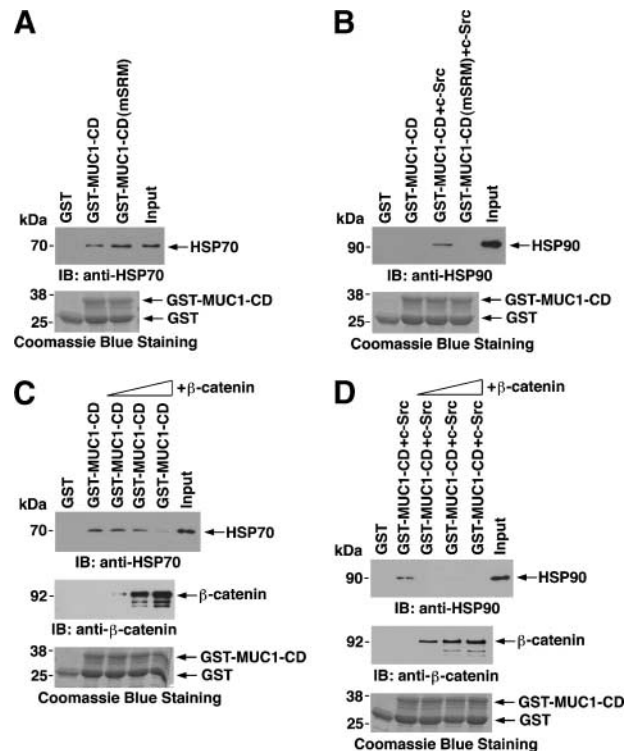 A
GST
GST-MUC1-CD
GST-MUC1-CD(mSRM)
Input
kDa
70-
HSP70
IB: anti-HSP70
38-
25-
GST-MUC1-CD
GST
Coomassie Blue Staining
B
GST
GST-MUC1-CD
GST-MUC1-CD+c-Src
GST-MUC1-CD(mSRM)+c-Src
Input
kDa
90-
HSP90
IB: anti-HSP90
38-
25-
GST-MUC1-CD
GST
Coomassie Blue Staining
C
+β-catenin
GST
GST-MUC1-CD
GST-MUC1-CD
GST-MUC1-CD
GST-MUC1-CD
Input
kDa
70-
HSP70
IB: anti-HSP70
92-
β-catenin
IB: anti-β-catenin
38-
25-
GST-MUC1-CD
GST
Coomassie Blue Staining
D
+β-catenin
GST
GST-MUC1-CD+c-Src
GST-MUC1-CD+c-Src
GST-MUC1-CD+c-Src
GST-MUC1-CD+c-Src
Input
kDa
90-
HSP90
IB: anti-HSP90
92-
β-catenin
IB: anti-β-catenin
38-
25-
GST-MUC1-CD
GST
Coomassie Blue Staining